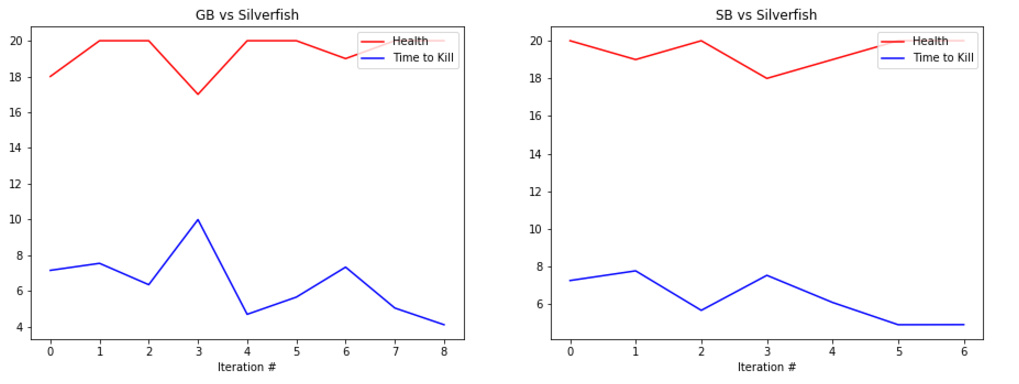 GB vs Silverfish
Health
Time to Kill
20
18
16
14
12
10
8
6
4
0 1 2 3 4 5 6 7 8
Iteration #
SB vs Silverfish
Health
Time to Kill
20
18
16
14
12
10
8
6
0 1 2 3 4 5 6
Iteration #